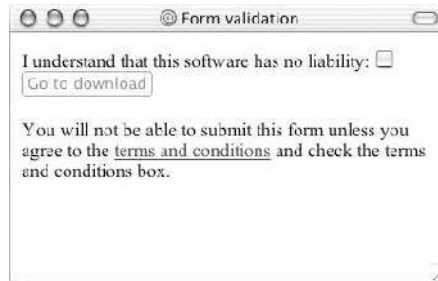 Form validation
I understand that this software has no liability:
Go to download
You will not be able to submit this form unless you
agree to the terms and conditions and check the terms
and conditions box.